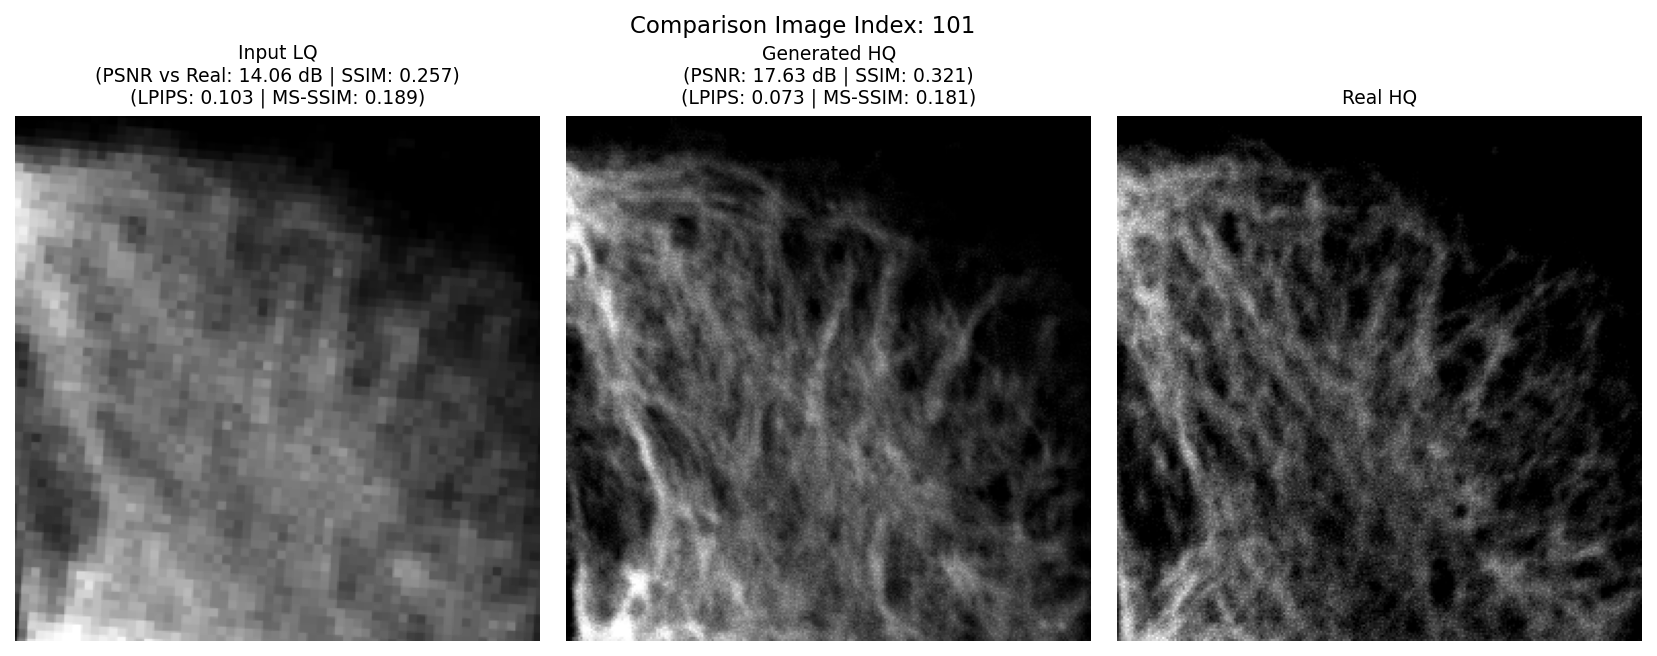 Comparison Image Index: 101
Input LQ
(PSNR vs Real: 14.06 dB | SSIM: 0.257)
(LPIPS: 0.103 | MS-SSIM: 0.189)
Generated HQ
(PSNR: 17.63 dB | SSIM: 0.321)
(LPIPS: 0.073 | MS-SSIM: 0.181)
Real HQ